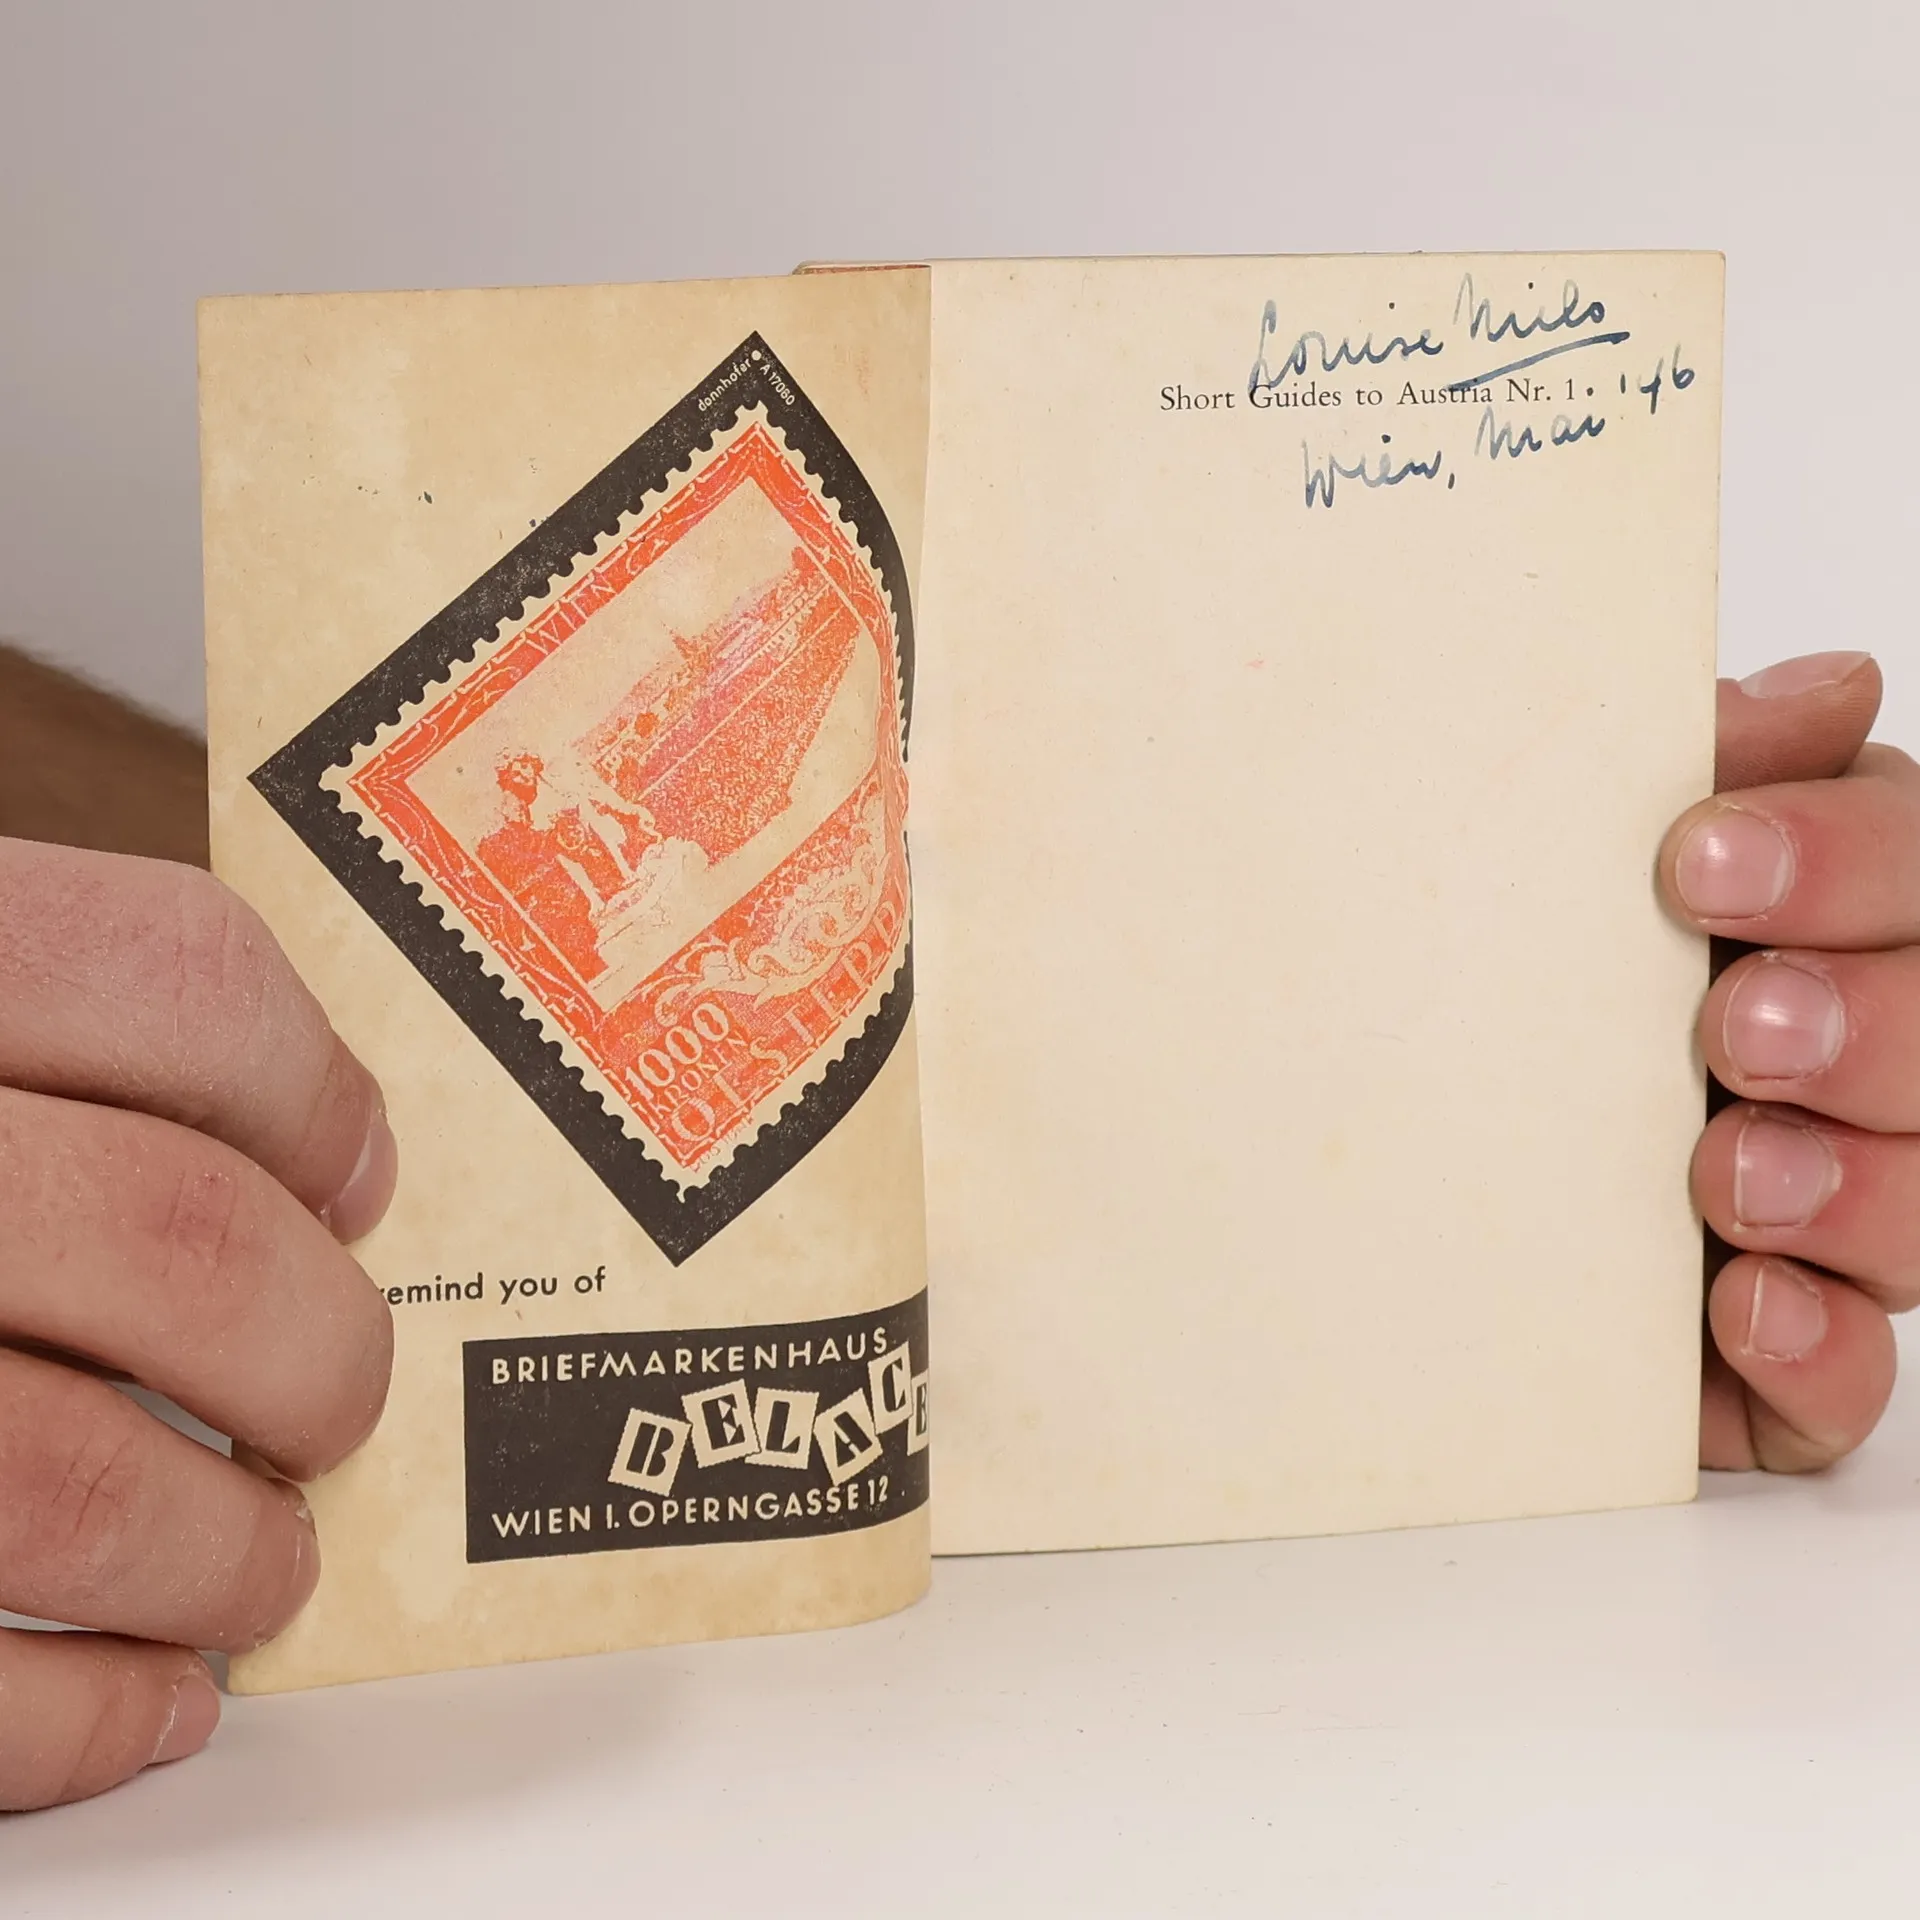 donnhofer
A 17060
WIEN
1000
KRONEN
remind you of
BRIEFMARKENHAUS
BELAC
WIEN I. OPERNGASSE 12
Louise
Short Guides to Austria Nr. 1.
Wien, Mai '46